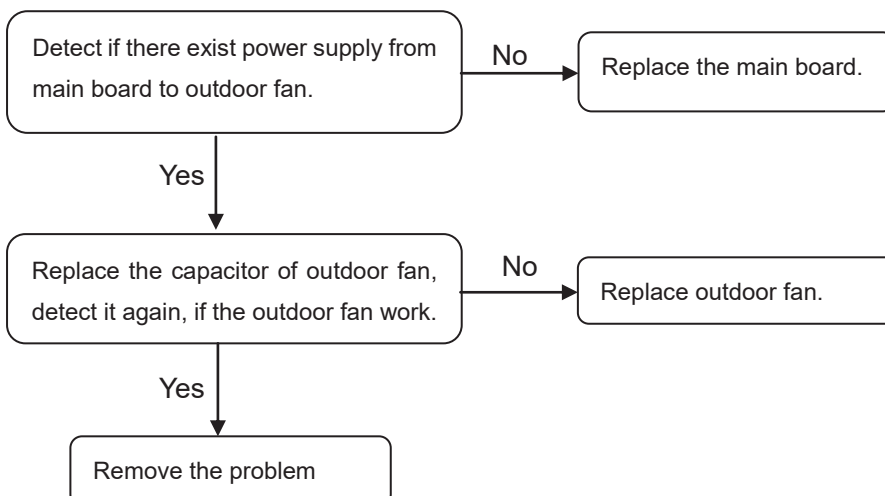 Detect if there exist power supply from
main board to outdoor fan.
No
Replace the main board.
Yes
Replace the capacitor of outdoor fan,
detect it again, if the outdoor fan work.
No
Replace outdoor fan.
Yes
Remove the problem